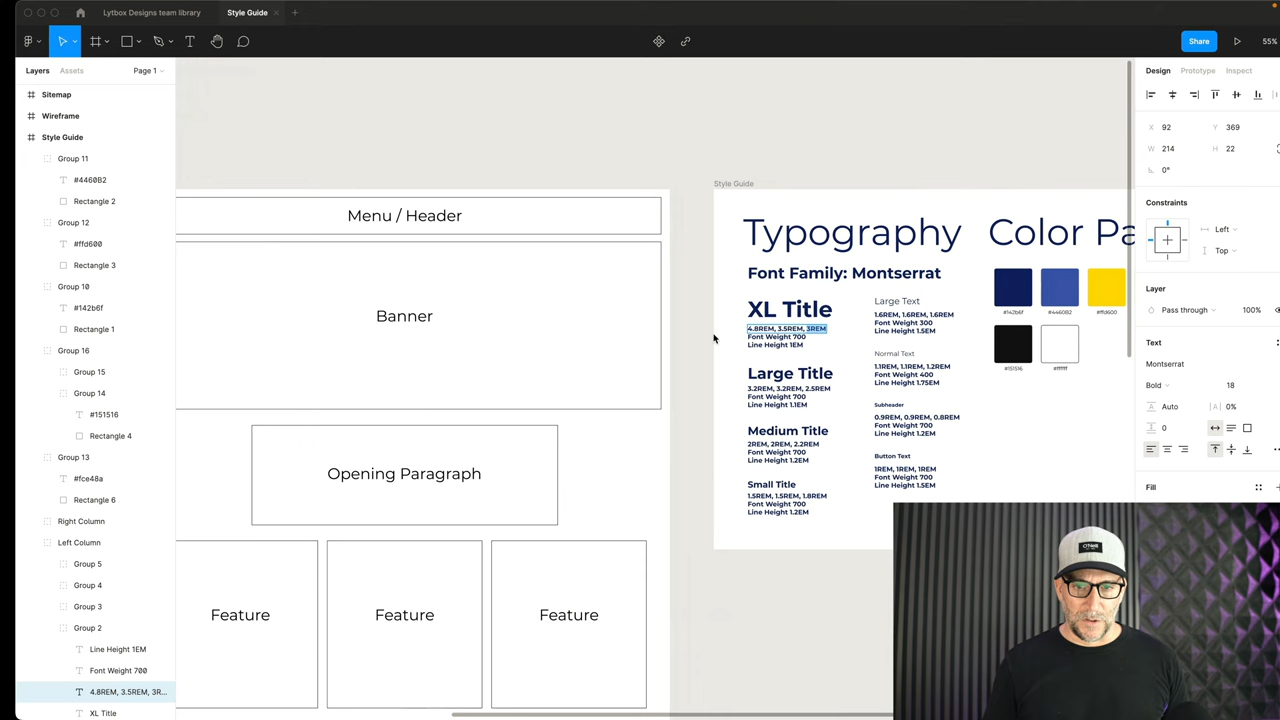 Lytbox Designs team library
Style Guide
Share
55%
Layers
Assets
Page 1
Sitemap
Wireframe
Style Guide
Group 11
#4460B2
Rectangle 2
Group 12
#ffd600
Rectangle 3
Group 10
#142b6f
Rectangle 1
Group 16
Group 15
Group 14
#151516
Rectangle 4
Group 13
#fce48a
Rectangle 6
Right Column
Left Column
Group 5
Group 4
Group 3
Group 2
Line Height 1EM
Font Weight 700
4.8REM, 3.5REM, 3R...
XL Title
Menu / Header
Banner
Opening Paragraph
Feature
Feature
Feature
Style Guide
Typography
Font Family: Montserrat
XL Title
4.8REM, 3.5REM, 3REM
Font Weight 700
Line Height 1EM
Large Title
3.2REM, 3.2REM, 2.5REM
Font Weight 700
Line Height 1.1EM
Medium Title
2REM, 2REM, 2.2REM
Font Weight 700
Line Height 1.2EM
Small Title
1.5REM, 1.5REM, 1.8REM
Font Weight 700
Line Height 1.2EM
Large Text
1.6REM, 1.6REM, 1.6REM
Font Weight 300
Line Height 1.5EM
Normal Text
1.1REM, 1.1REM, 1.2REM
Font Weight 400
Line Height 1.75EM
Subheader
0.9REM, 0.9REM, 0.8REM
Font Weight 700
Line Height 1.2EM
Button Text
1REM, 1REM, 1REM
Font Weight 700
Line Height 1.5EM
Color Pa
#142b6f
#4460B2
#ffd600
#151516
#ffffff
Design
Prototype
Inspect
X 92
Y 369
W 214
H 22
0°
Constraints
Left
Top
Layer
Pass through
100%
Text
Montserrat
Bold
18
Auto
0%
0
Fill
O'NEILL